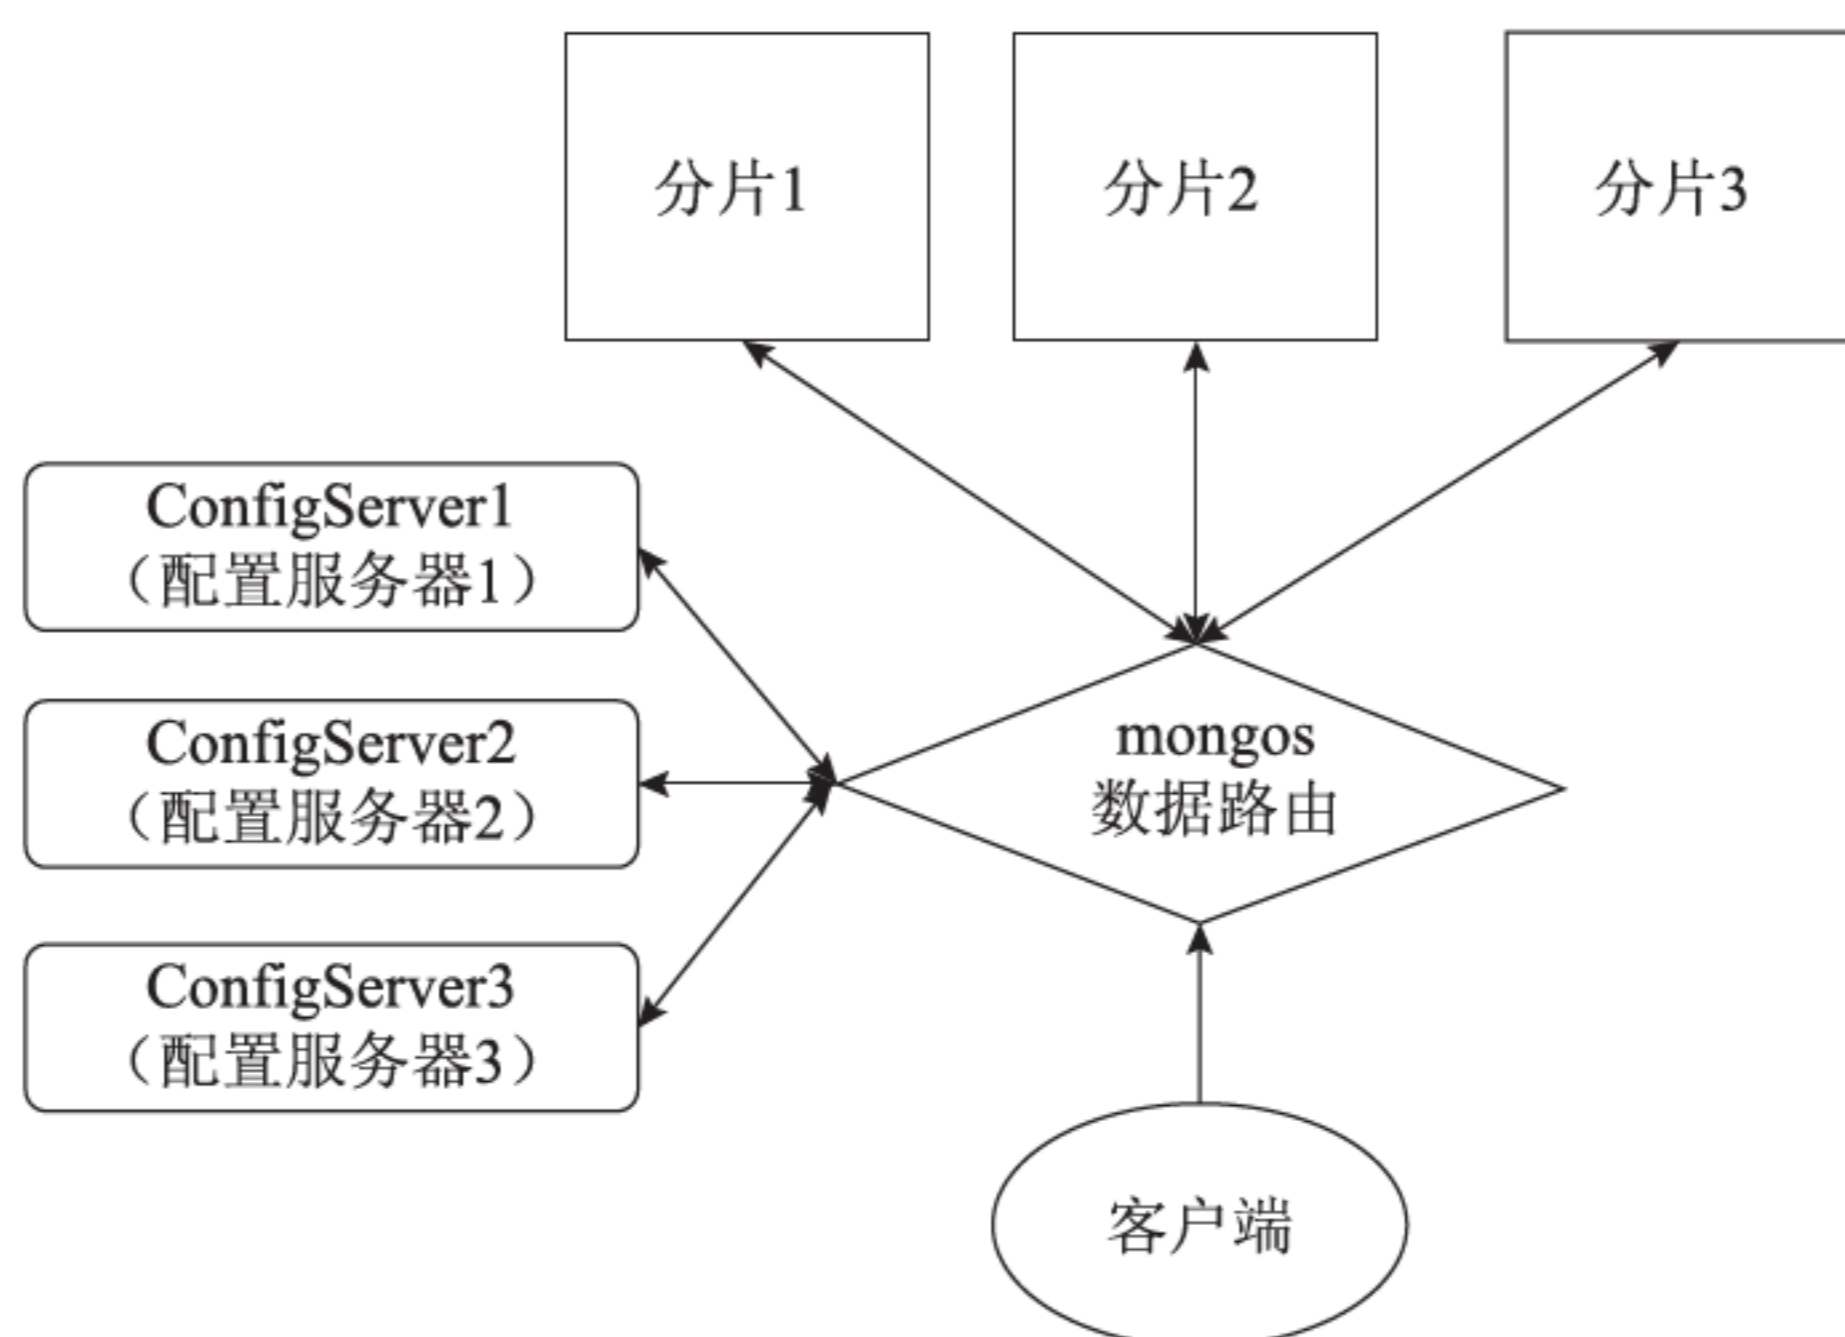 分片1
分片2
分片3
ConfigServer1
（配置服务器1）
ConfigServer2
（配置服务器2）
ConfigServer3
（配置服务器3）
mongos
数据路由
客户端